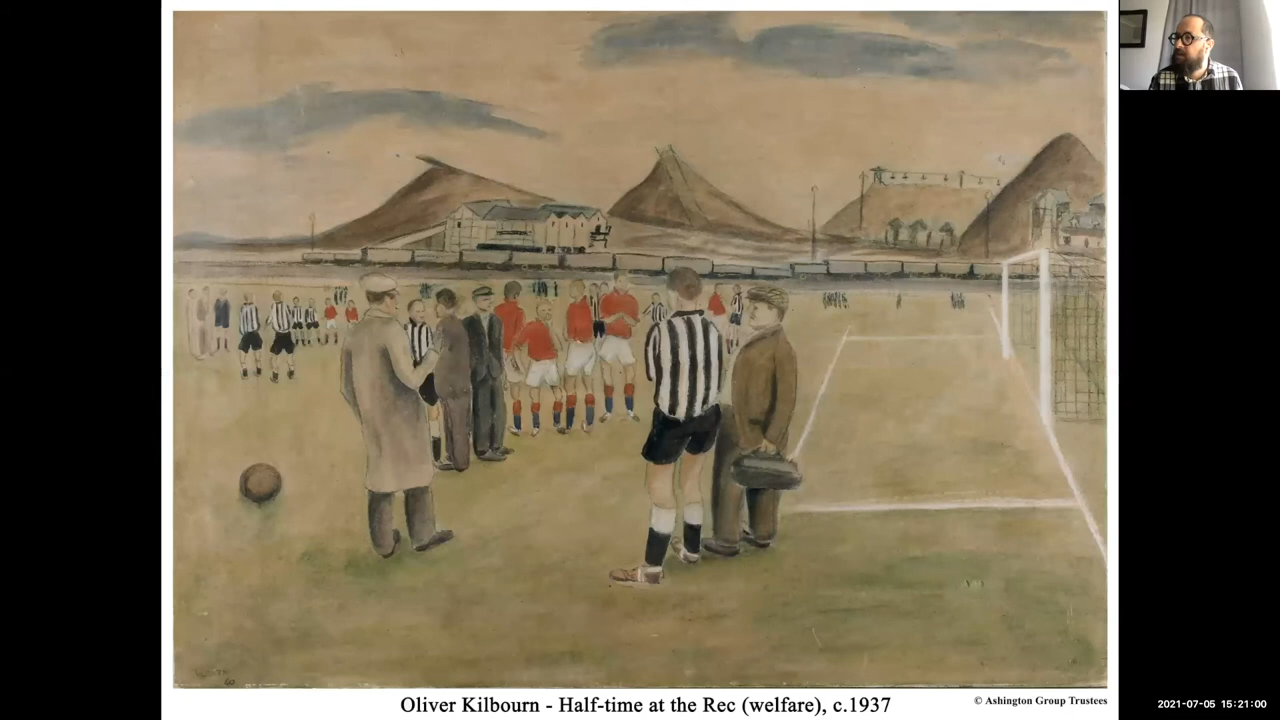 Oliver Kilbourn - Half-time at the Rec (welfare), c.1937
© Ashington Group Trustees
2021-07-05 15:21:00